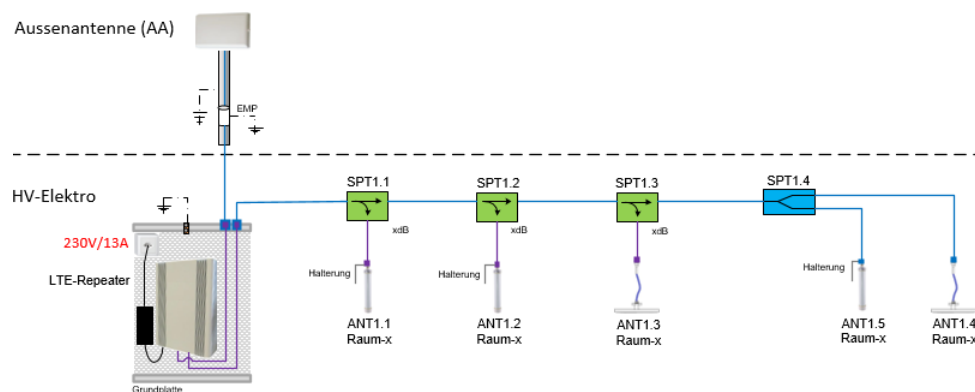 Aussenantenne (AA)
EMP
HV-Elektro
SPT1.1
SPT1.2
SPT1.3
SPT1.4
xdB
xdB
xdB
230V/13A
LTE-Repeater
Halterung
Halterung
Halterung
ANT1.1
Raum-x
ANT1.2
Raum-x
ANT1.3
Raum-x
ANT1.5
Raum-x
ANT1.4
Raum-x
Grundplatte